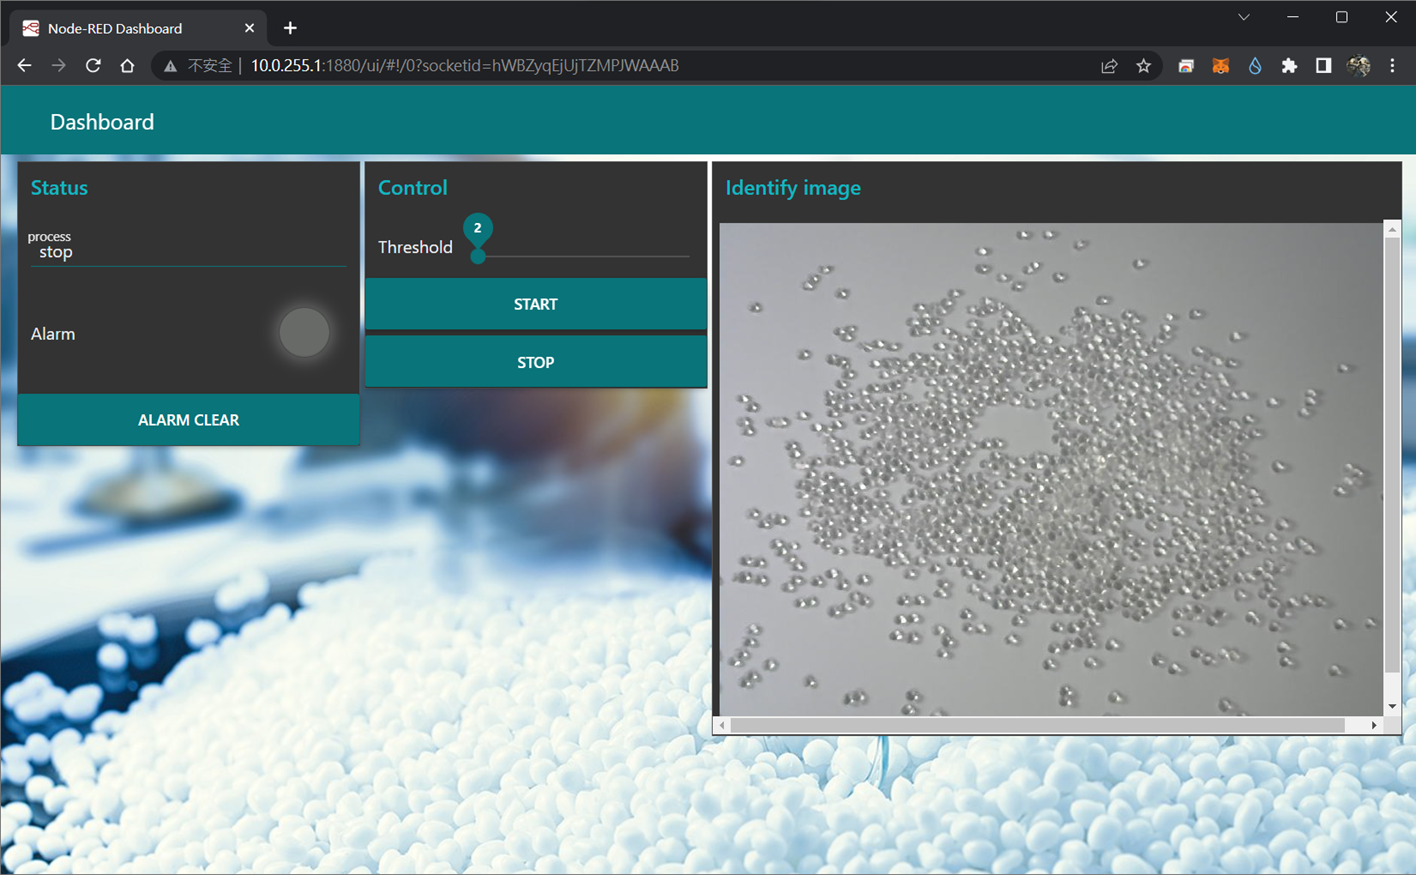 Node-RED Dashboard
不安全 | 10.0.255.1:1880/ui/#!/0?socketid=hWBZyqEjUjTZMPJWAAAB
Dashboard
Status
process
stop
Alarm
ALARM CLEAR
Control
2
Threshold
START
STOP
Identify image